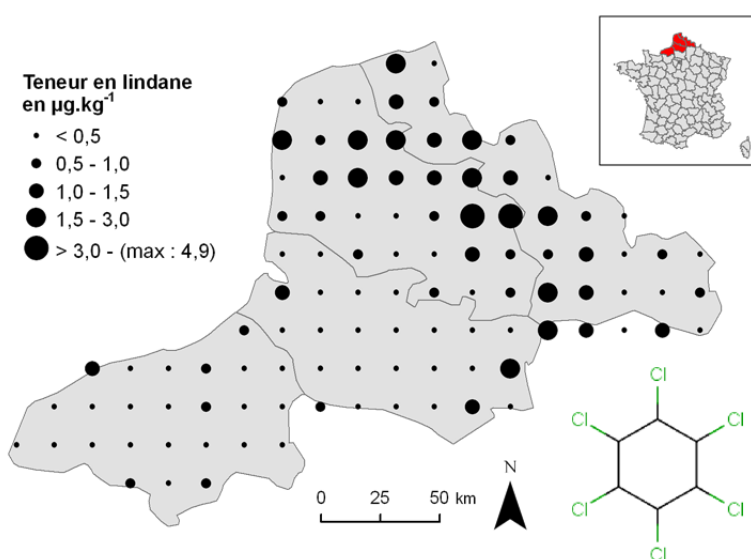 Teneur en lindane
en µg.kg⁻¹
< 0,5
0,5 - 1,0
1,0 - 1,5
1,5 - 3,0
> 3,0 - (max : 4,9)
0 25 50 km
N
Cl
Cl Cl
Cl Cl
Cl